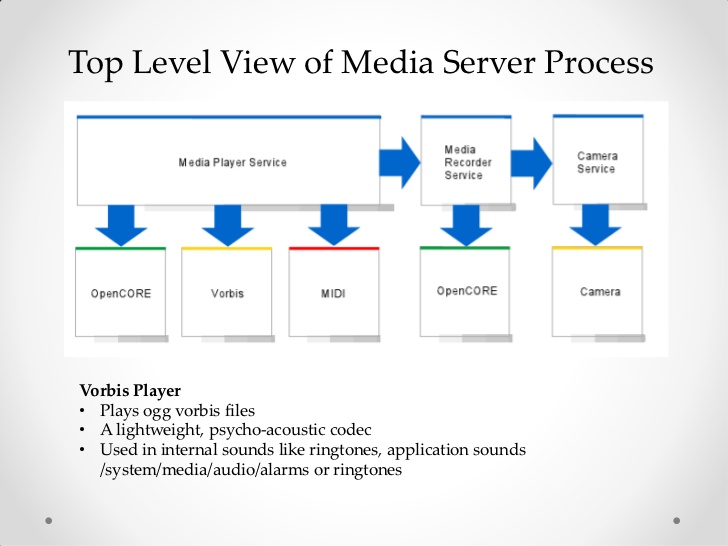 Top Level View of Media Server Process
Media Player Service
Media
Recorder
Service
Camera
Service
OpenCORE
Vorbis
MIDI
OpenCORE
Camera
Vorbis Player
• Plays ogg vorbis files
• A lightweight, psycho-acoustic codec
• Used in internal sounds like ringtones, application sounds
/system/media/audio/alarms or ringtones